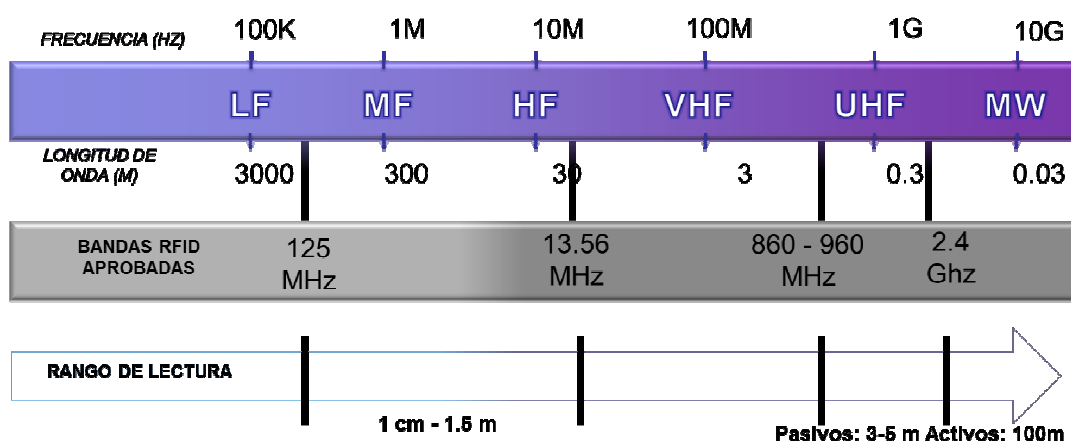 FRECUENCIA (HZ) 100K 1M 10M 100M 1G 10G
LF MF HF VHF UHF MW
LONGITUD DE
ONDA (M) 3000 300 30 3 0.3 0.03
BANDAS RFID
APROBADAS
125
MHz
13.56
MHz
860 - 960
MHz
2.4
Ghz
RANGO DE LECTURA
1 cm - 1.5 m
Pasivos: 3-5 m Activos: 100m